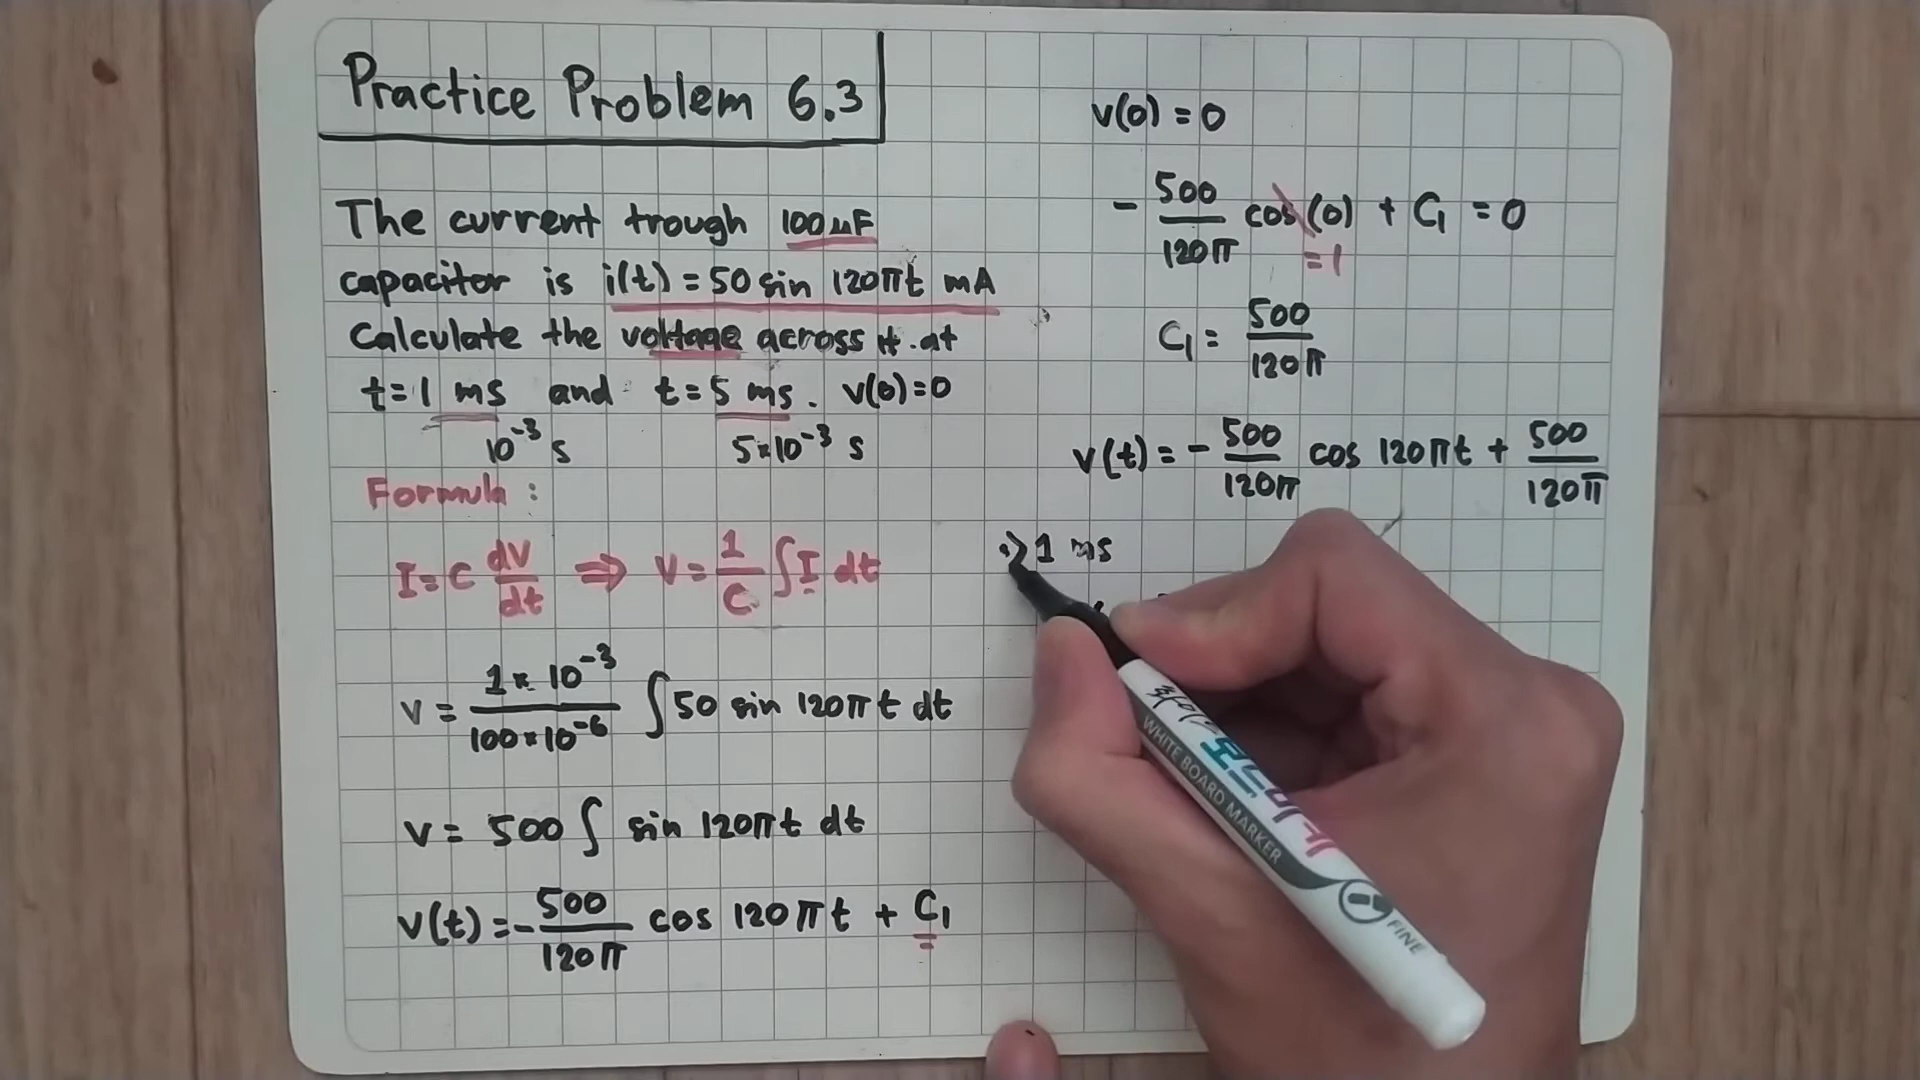 Practice Problem 6.3
The current trough 100μF
capacitor is i(t) = 50 sin 120πt mA
Calculate the voltage across it. at
t=1 ms and t=5 ms. v(0)=0
10⁻³ s 5×10⁻³ s
Formula :
I = C dV/dt ⇒ V = 1/C ∫I dt
V = 1×10⁻³/100×10⁻⁶ ∫50 sin 120πt dt
V = 500 ∫ sin 120πt dt
V(t) = -500/120π cos 120πt + C₁
v(0) = 0
- 500/120π cos(0) + C₁ = 0
=1
C₁ = 500/120π
v(t) = - 500/120π cos 120πt + 500/120π
1 ms
WHITE BOARD MARKER
FINE